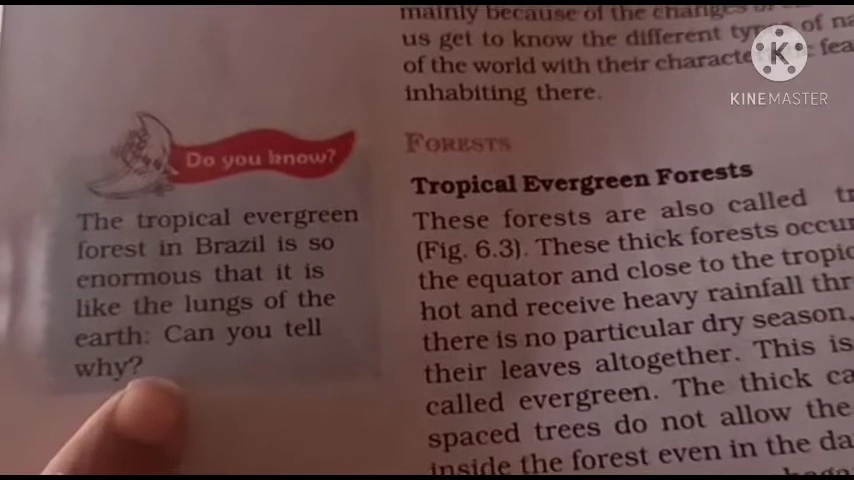 mainly because of the changes
us get to know the different types of
of the world with their
inhabiting there.
KINEMASTER
Do you know?
The tropical evergreen
forest in Brazil is so
enormous that it is
like the lungs of the
earth: Can you tell
why?
FORESTS
Tropical Evergreen Forests
These forests are also called
(Fig. 6.3). These thick forests occur
the equator and close to the
hot and receive heavy rainfall
there is no particular dry season,
their leaves altogether. This is
called evergreen. The thick
spaced trees do not allow the
inside the forest even in the